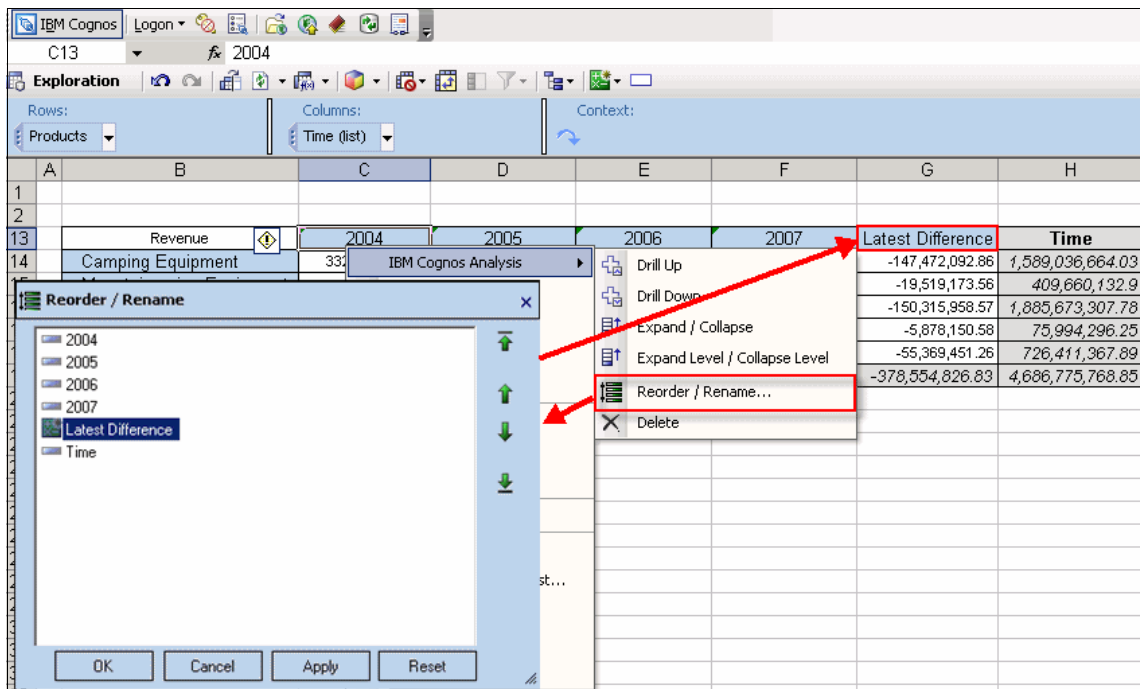 IBM Cognos Logon
C13 fx 2004
Exploration
Rows: Columns: Context:
Products Time (list)
A B C D E F G H
1
2
13 Revenue 2004 2005 2006 2007 Latest Difference Time
14 Camping Equipment 332 IBM Cognos Analysis Drill Up -147,472,092.86 1,589,036,664.03
Reorder / Rename Drill Down -19,519,173.56 409,660,132.9
2004 Expand / Collapse -150,315,958.57 1,885,673,307.78
2005 Expand Level / Collapse Level -5,878,150.58 75,994,296.25
2006 -55,369,451.26 726,411,367.89
2007 Reorder / Rename... -378,554,826.83 4,686,775,768.85
Latest Difference Delete
Time
st...
OK Cancel Apply Reset